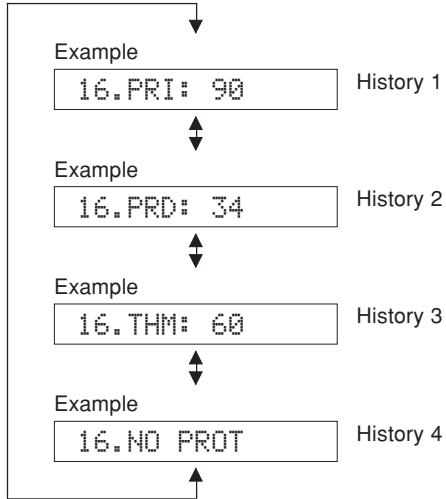 Example
16.PRI: 90 History 1
Example
16.PRD: 34 History 2
Example
16.THM: 60 History 3
Example
16.NO PROT History 4